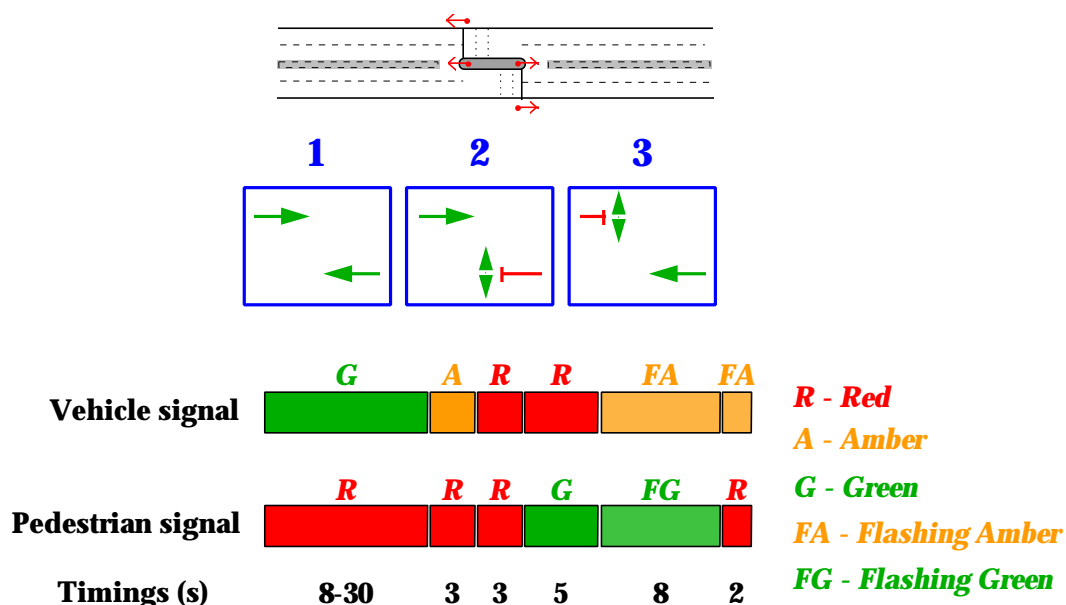 1 2 3
G A R R FA FA
Vehicle signal
R - Red
A - Amber
R R R G FG R
Pedestrian signal
G - Green
FA - Flashing Amber
FG - Flashing Green
Timings (s) 8-30 3 3 5 8 2